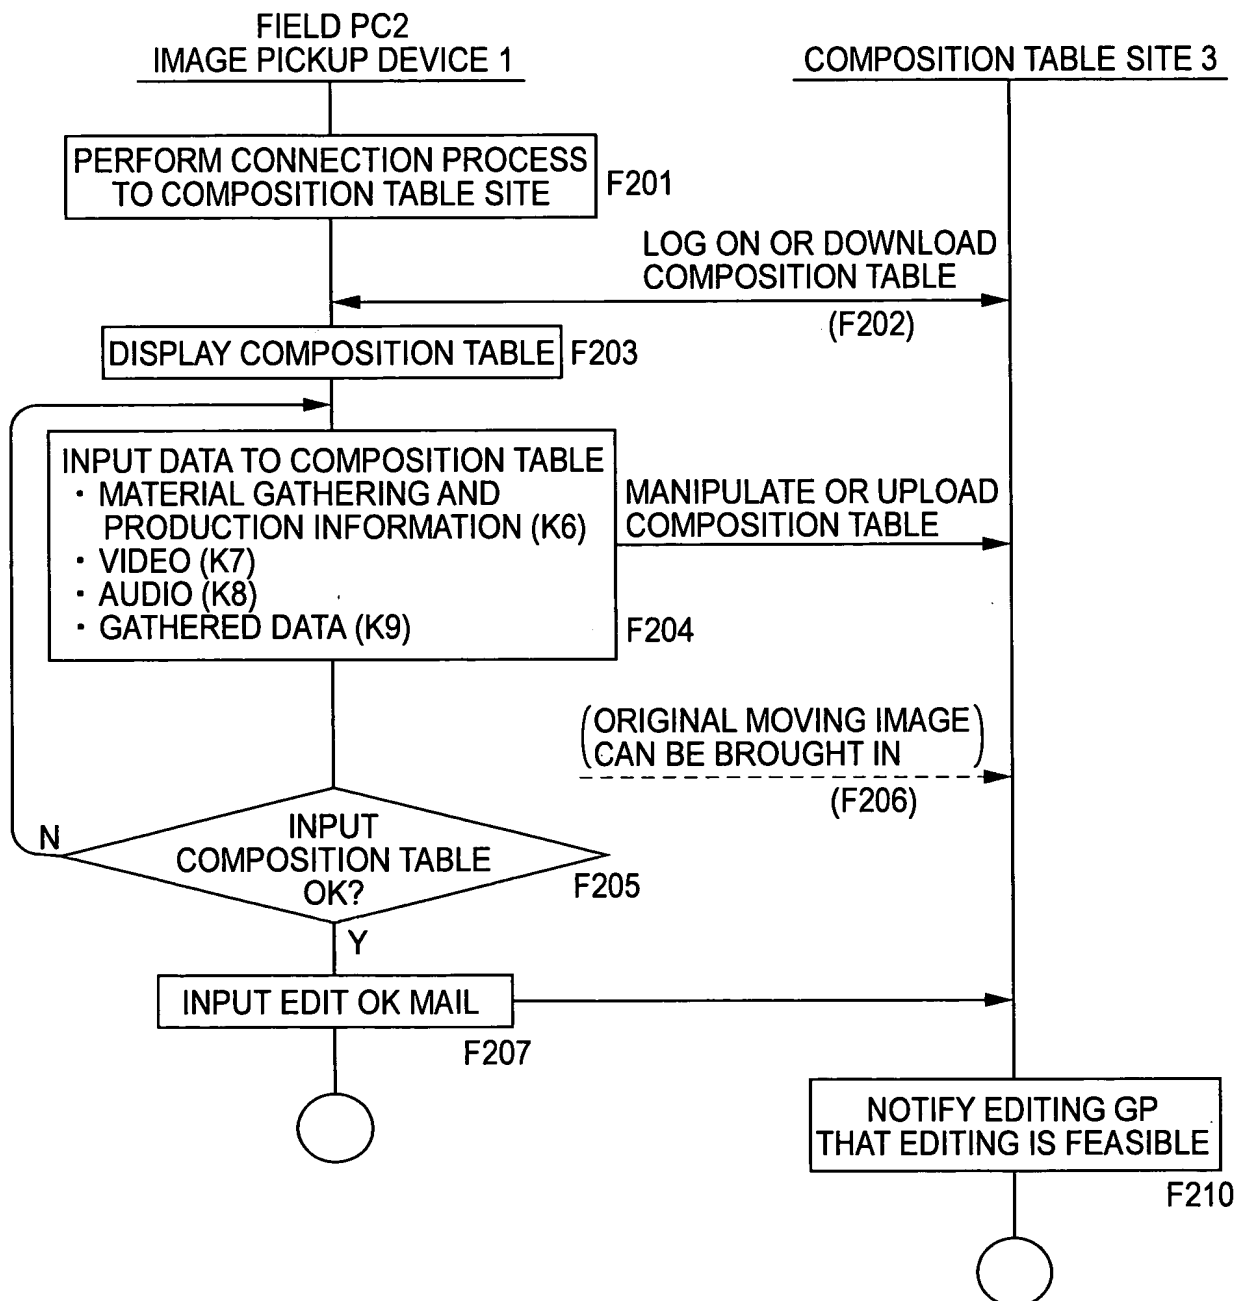 FIELD PC2
IMAGE PICKUP DEVICE 1
COMPOSITION TABLE SITE 3
PERFORM CONNECTION PROCESS
TO COMPOSITION TABLE SITE
F201
LOG ON OR DOWNLOAD
COMPOSITION TABLE
(F202)
DISPLAY COMPOSITION TABLE
F203
INPUT DATA TO COMPOSITION TABLE
・MATERIAL GATHERING AND
PRODUCTION INFORMATION (K6)
・VIDEO (K7)
・AUDIO (K8)
・GATHERED DATA (K9)
F204
MANIPULATE OR UPLOAD
COMPOSITION TABLE
(ORIGINAL MOVING IMAGE
CAN BE BROUGHT IN)
(F206)
N
INPUT
COMPOSITION TABLE
OK?
F205
Y
INPUT EDIT OK MAIL
F207
NOTIFY EDITING GP
THAT EDITING IS FEASIBLE
F210